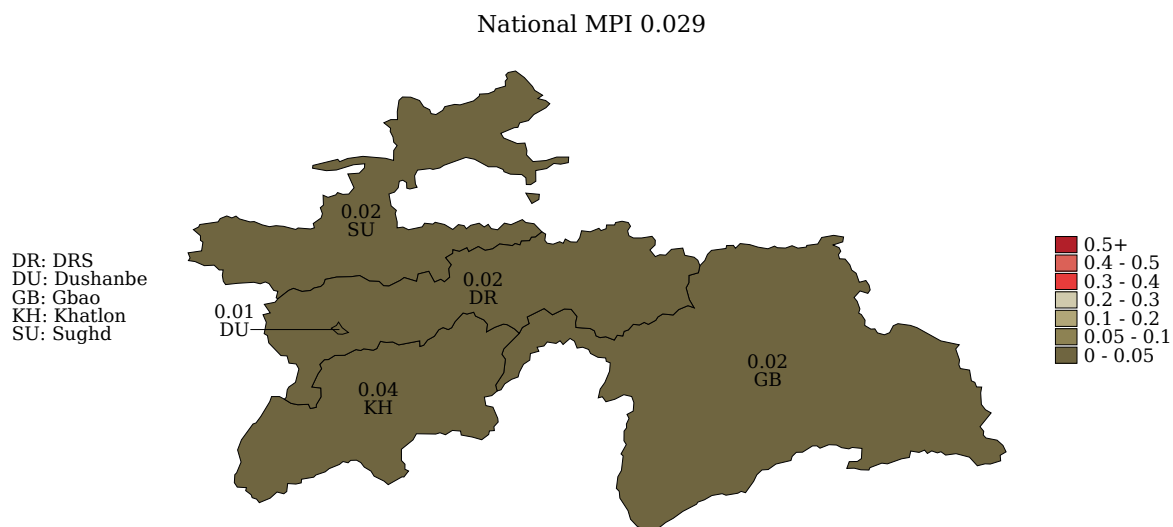 National MPI 0.029
0.02
SU
DR: DRS
DU: Dushanbe
GB: Gbao
KH: Khatlon
SU: Sughd
0.02
DR
0.01
DU
0.04
KH
0.02
GB
0.5+
0.4 - 0.5
0.3 - 0.4
0.2 - 0.3
0.1 - 0.2
0.05 - 0.1
0 - 0.05